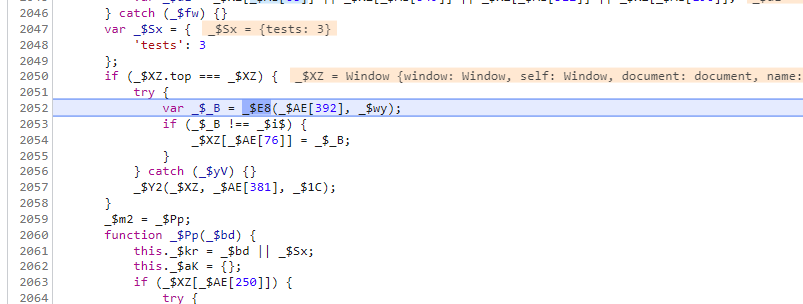 2046 } catch (_$fw) {}
2047 var _$Sx = { _$Sx = {tests: 3}
2048 'tests': 3
2049 };
2050 if (_$XZ.top === _$XZ) { _$XZ = Window {window: Window, self: Window, document: document, name:
2051 try {
2052 var _$_B = _$E8(_$AE[392], _$wy);
2053 if (_$_B !== _$i$) {
2054 _$XZ[_$AE[76]] = _$_B;
2055 }
2056 } catch (_$yV) {}
2057 _$Y2(_$XZ, _$AE[381], _$1C);
2058 }
2059 _$m2 = _$Pp;
2060 function _$Pp(_$bd) {
2061 this._$kr = _$bd || _$Sx;
2062 this._$aK = {};
2063 if (_$XZ[_$AE[250]]) {
2064 try {